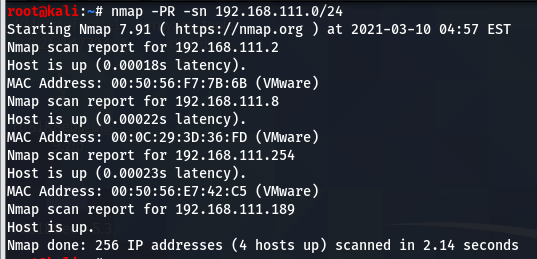 root@kali:~# nmap -PR -sn 192.168.111.0/24
Starting Nmap 7.91 ( https://nmap.org ) at 2021-03-10 04:57 EST
Nmap scan report for 192.168.111.2
Host is up (0.00018s latency).
MAC Address: 00:50:56:F7:7B:6B (VMware)
Nmap scan report for 192.168.111.8
Host is up (0.00022s latency).
MAC Address: 00:0C:29:3D:36:FD (VMware)
Nmap scan report for 192.168.111.254
Host is up (0.00023s latency).
MAC Address: 00:50:56:E7:42:C5 (VMware)
Nmap scan report for 192.168.111.189
Host is up.
Nmap done: 256 IP addresses (4 hosts up) scanned in 2.14 seconds